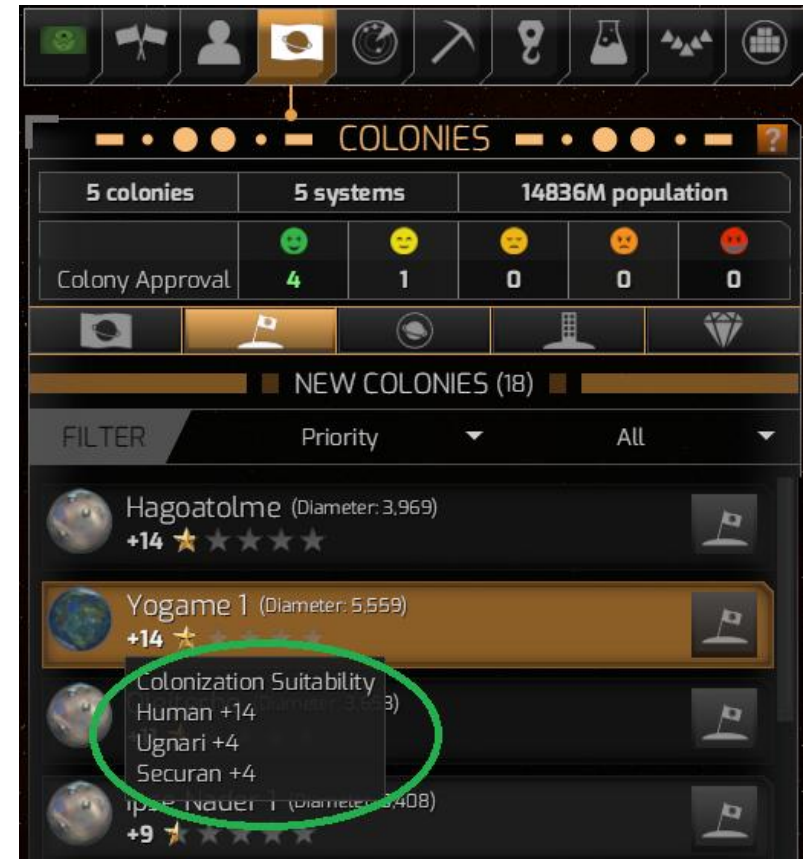 COLONIES ?
5 colonies 5 systems 14836M population
Colony Approval 4 1 0 0 0
NEW COLONIES (18)
FILTER Priority All
Hagoatolme (Diameter: 3,969)
+14
Yogame 1 (Diameter: 5,559)
+14
Colonization Suitability
Human +14
Ugnari +4
Securan +4
Nader 1
+9